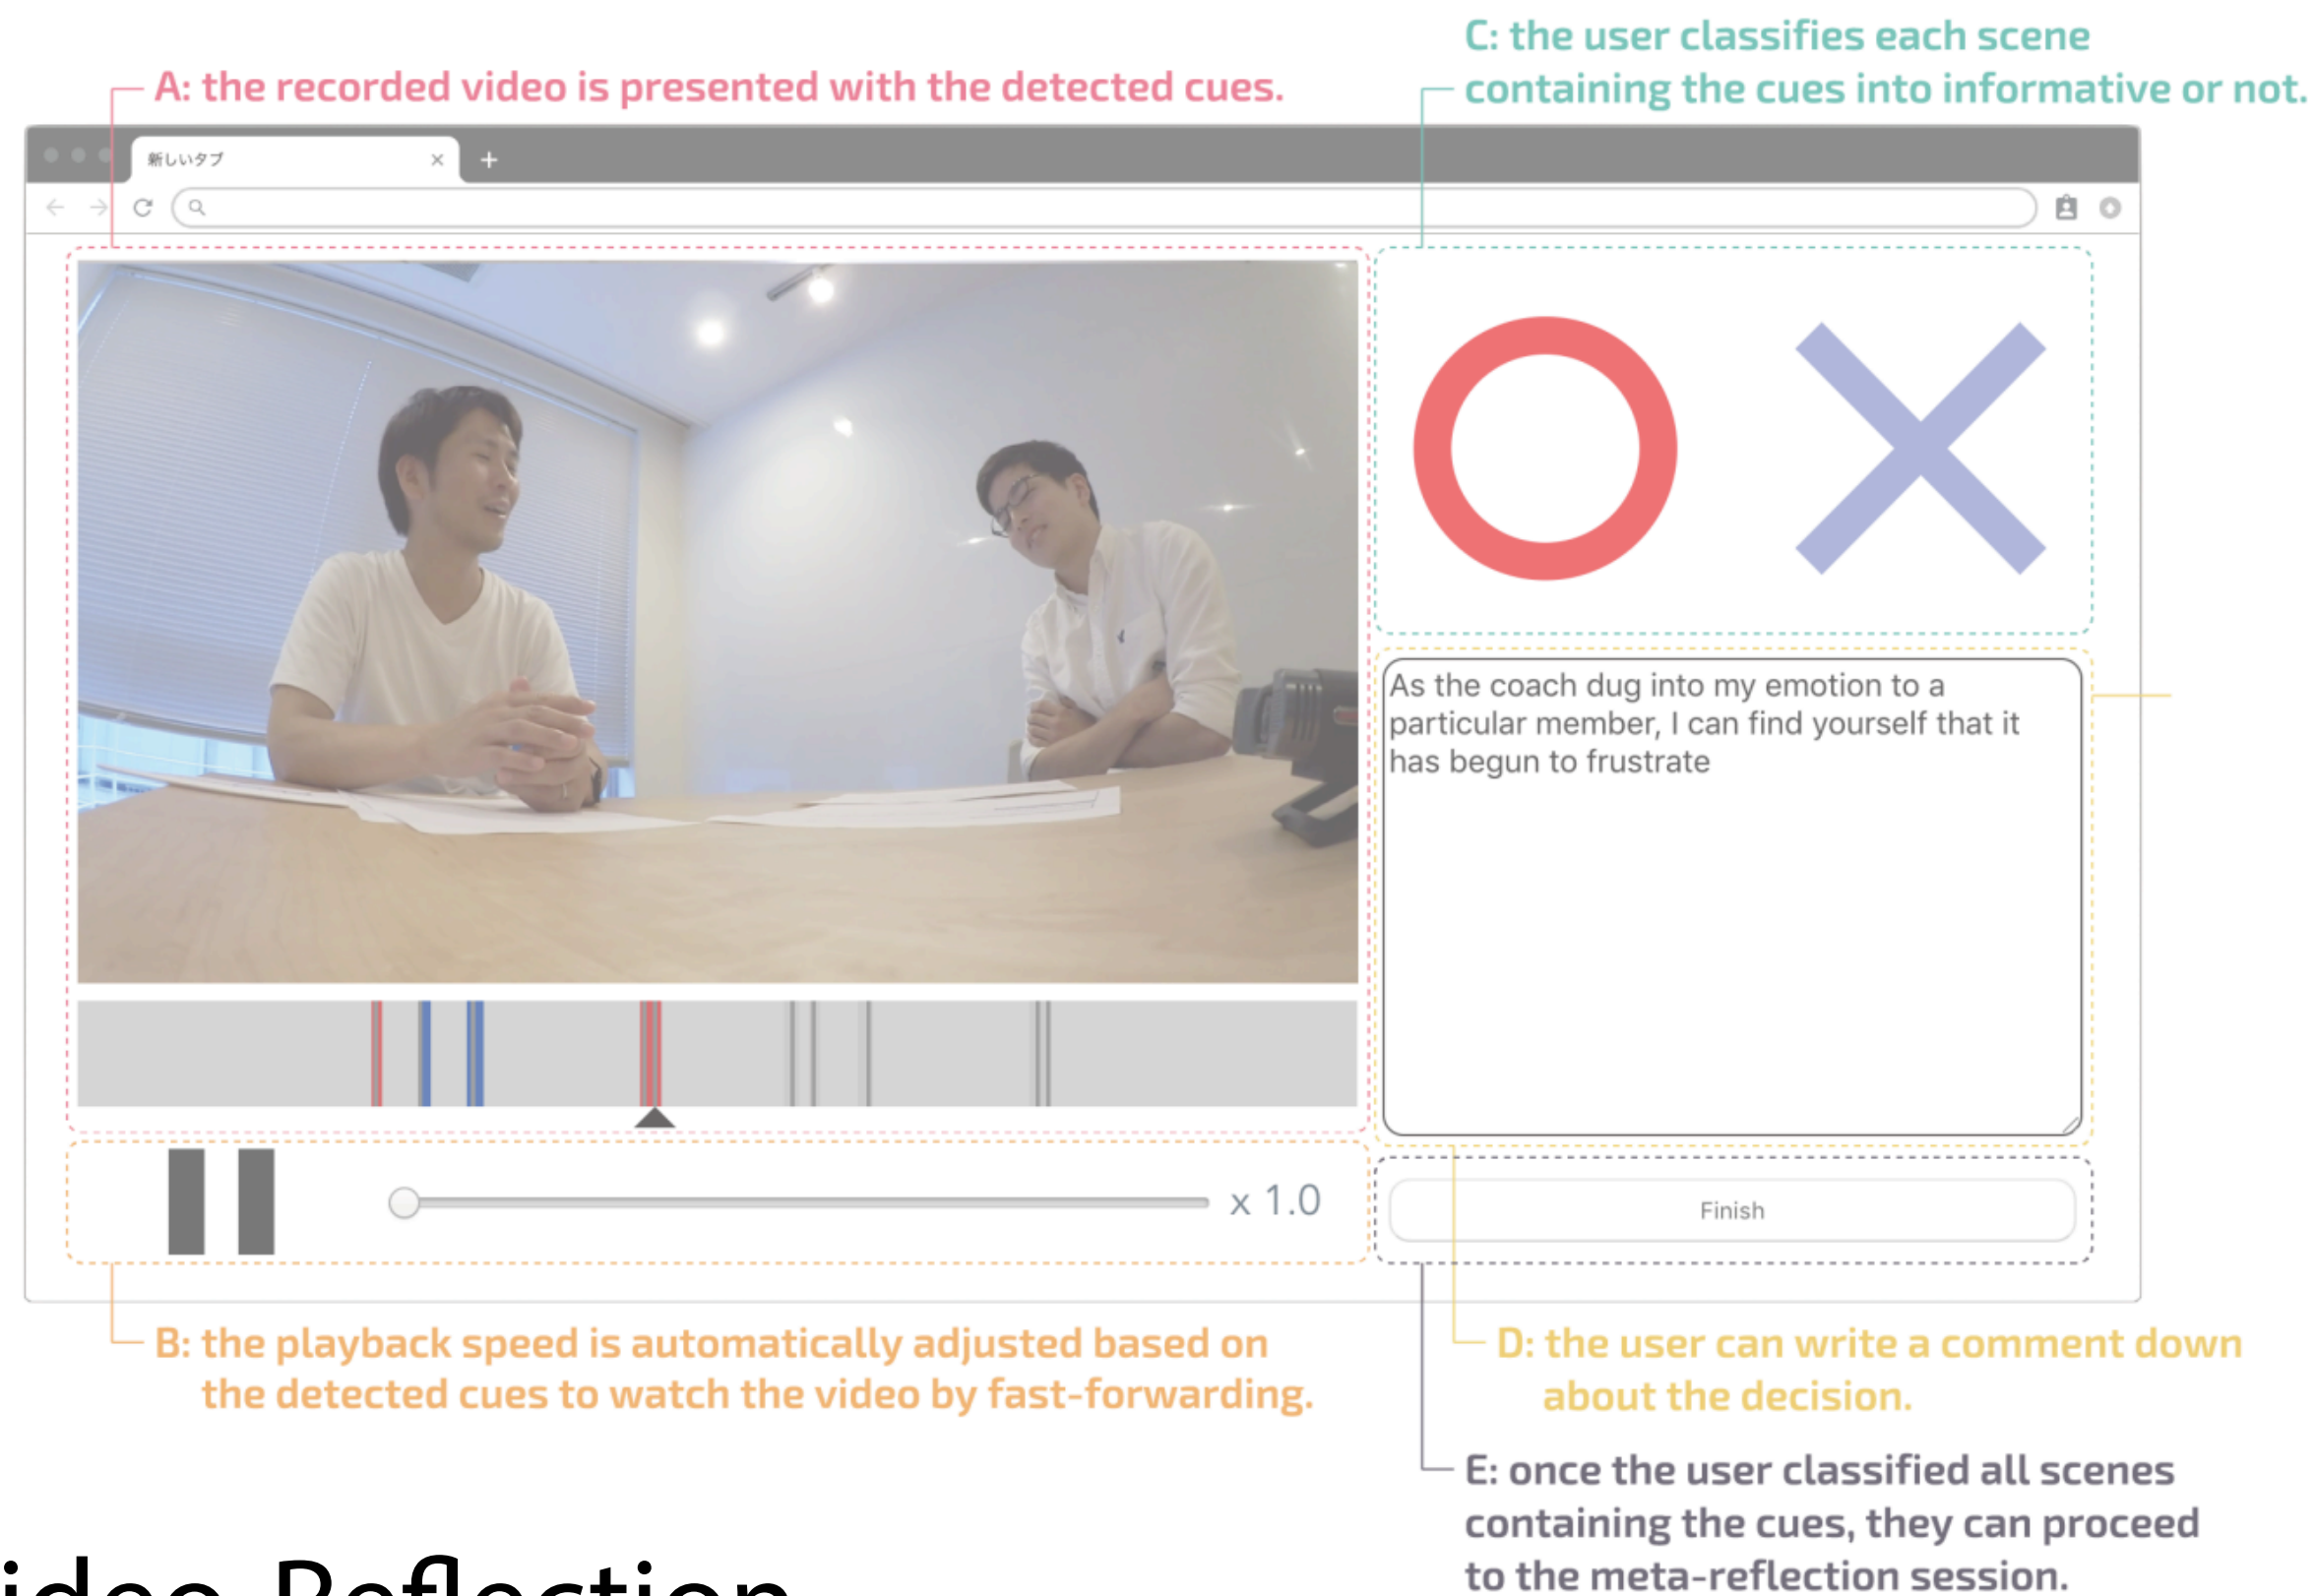 C: the user classifies each scene
containing the cues into informative or not.
A: the recorded video is presented with the detected cues.
新しいタブ
As the coach dug into my emotion to a
particular member, I can find yourself that it
has begun to frustrate
x 1.0
Finish
B: the playback speed is automatically adjusted based on
the detected cues to watch the video by fast-forwarding.
D: the user can write a comment down
about the decision.
E: once the user classified all scenes
containing the cues, they can proceed
to the meta-reflection session.
ideo Reflection